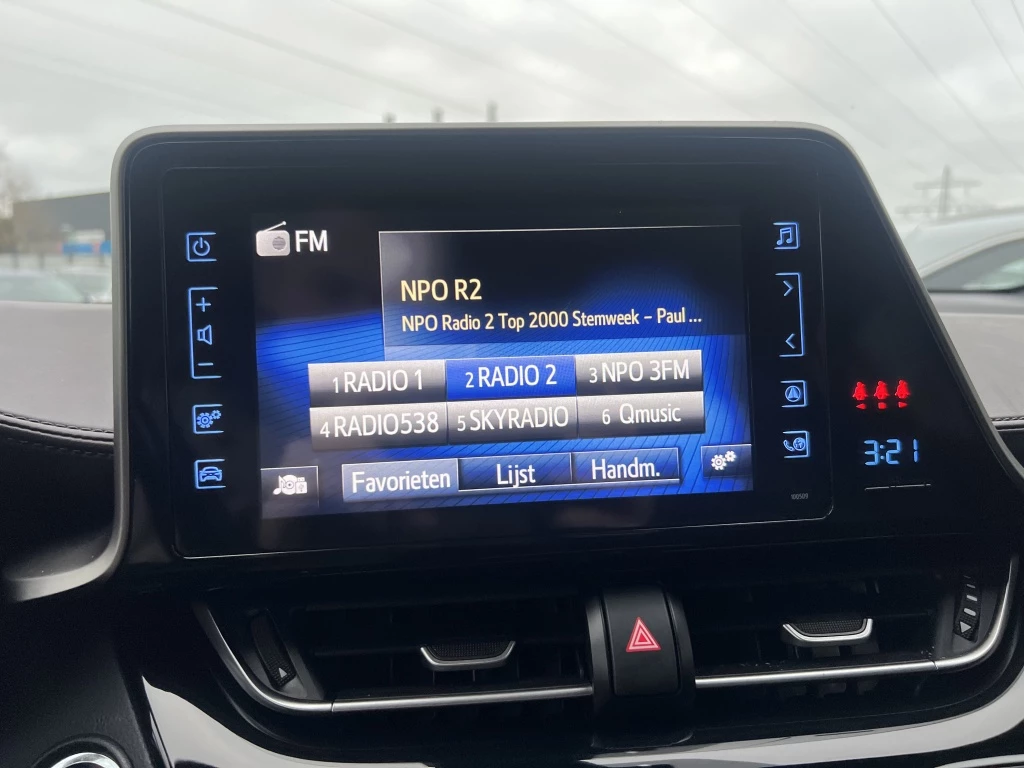 FM
NPO R2
NPO Radio 2 Top 2000 Stemweek - Paul ...
1 RADIO 1 2 RADIO 2 3 NPO 3FM
4 RADIO538 5 SKYRADIO 6 Qmusic
Favorieten Lijst Handm.
3:21